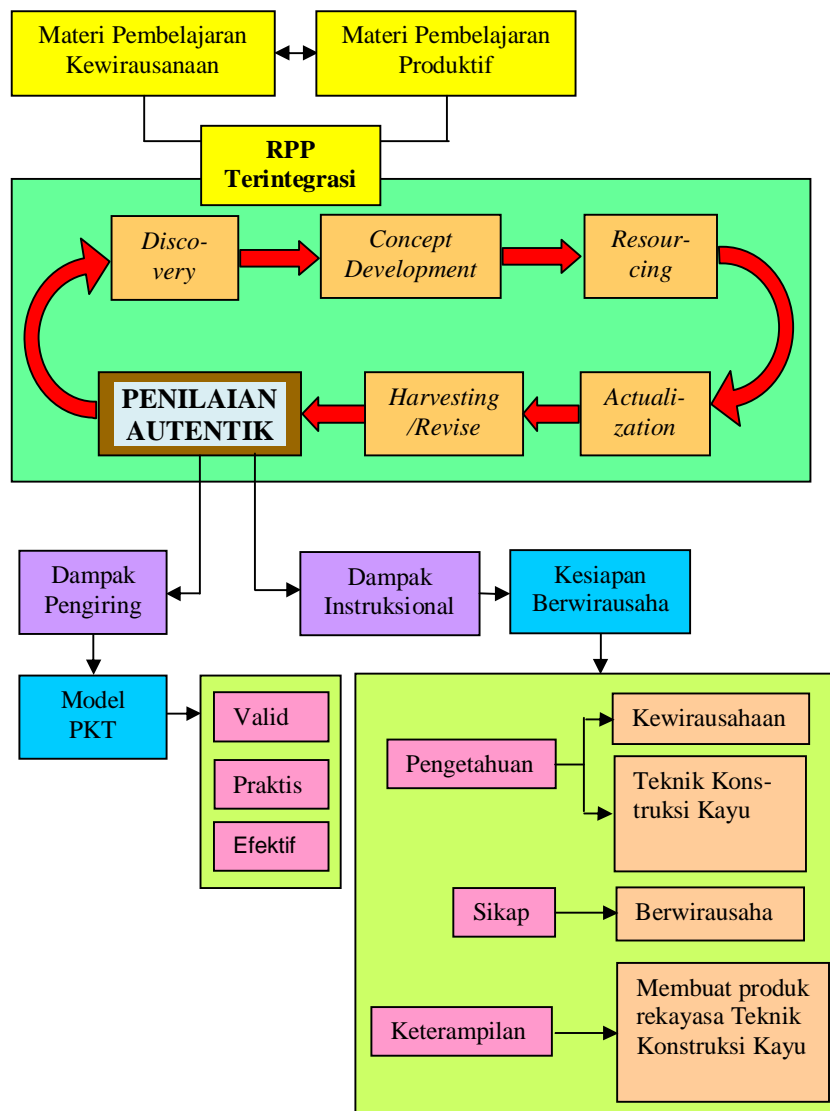 Materi Pembelajaran
Kewirausanaan
Materi Pembelajaran
Produktif
RPP
Terintegrasi
Disco-
very
Concept
Development
Resour-
cing
PENILAIAN
AUTENTIK
Harvesting
/Revise
Actuali-
zation
Dampak
Pengiring
Dampak
Instruksional
Kesiapan
Berwirausaha
Model
PKT
Valid
Praktis
Efektif
Pengetahuan
Kewirausahaan
Teknik Kons-
truksi Kayu
Sikap
Berwirausaha
Keterampilan
Membuat produk
rekayasa Teknik
Konstruksi Kayu